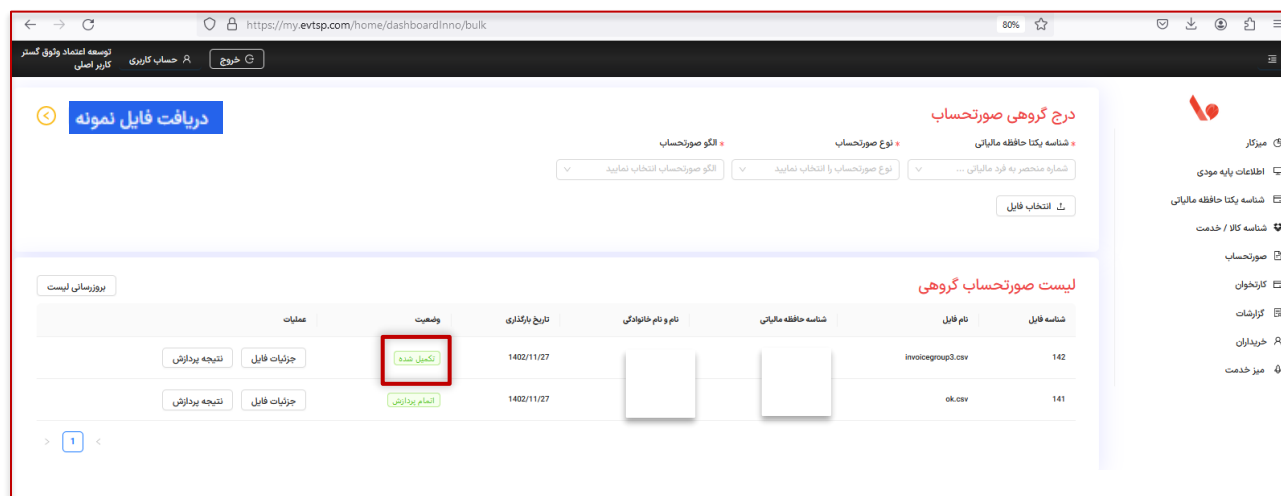 https://my.evtsp.com/home/dashboardInno/bulk
80%
توسعه اعتماد وثوق گستر
کاربر اصلی
حساب کاربری
خروج
میزکار
اطلاعات پایه مودی
شناسه یکتا حافظه مالیاتی
شناسه کالا / خدمت
صورتحساب
کارتخوان
گزارشات
خریداران
میز خدمت
درج گروهی صورتحساب
دریافت فایل نمونه
* شناسه یکتا حافظه مالیاتی * نوع صورتحساب * الگو صورتحساب
شماره منحصر به فرد مالیاتی ... نوع صورتحساب را انتخاب نمایید الگو صورتحساب انتخاب نمایید
انتخاب فایل
لیست صورتحساب گروهی
بروزرسانی لیست
شناسه فایل نام فایل شناسه حافظه مالیاتی نام و نام خانوادگی تاریخ بارگذاری وضعیت عملیات
142 invoicegroup3.csv 1402/11/27 تکمیل شده جزئیات فایل نتیجه پردازش
141 ok.csv 1402/11/27 اتمام پردازش جزئیات فایل نتیجه پردازش
1